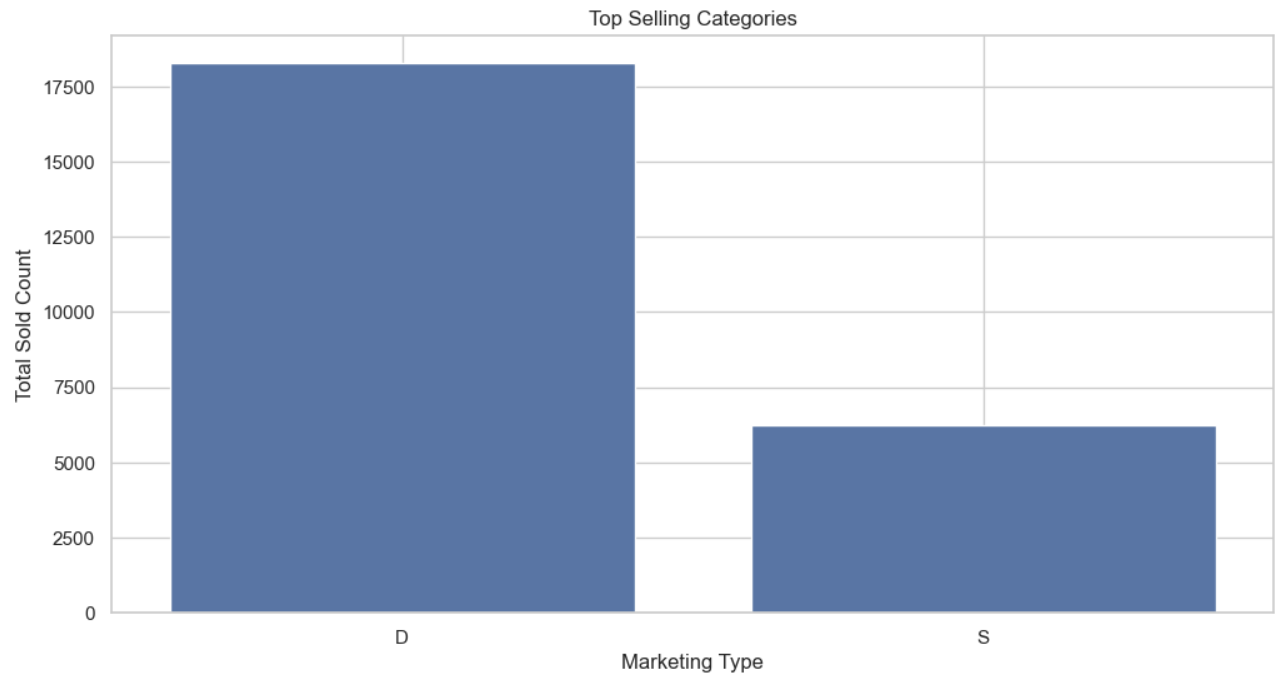 Top Selling Categories
17500
15000
12500
10000
7500
5000
2500
0
Total Sold Count
D
S
Marketing Type